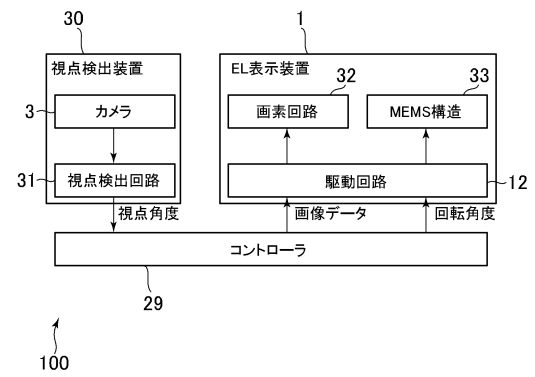 30
1
視点検出装置
EL表示装置
32
33
3
カメラ
画素回路
MEMS構造
31
視点検出回路
駆動回路
12
視点角度
画像データ
回転角度
コントローラ
29
100